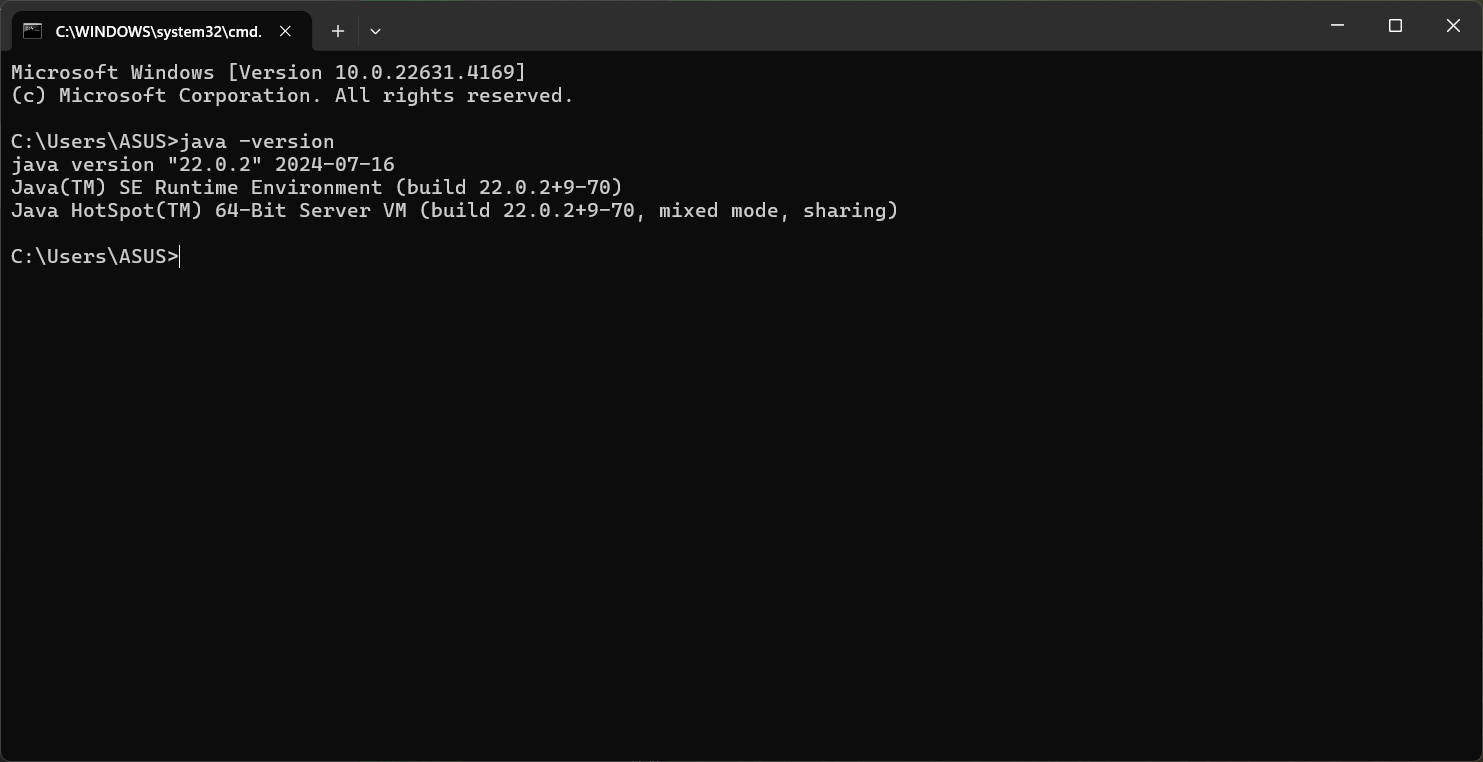 C:\WINDOWS\system32\cmd.
Microsoft Windows [Version 10.0.22631.4169]
(c) Microsoft Corporation. All rights reserved.
C:\Users\ASUS>java -version
java version "22.0.2" 2024-07-16
Java(TM) SE Runtime Environment (build 22.0.2+9-70)
Java HotSpot(TM) 64-Bit Server VM (build 22.0.2+9-70, mixed mode, sharing)
C:\Users\ASUS>